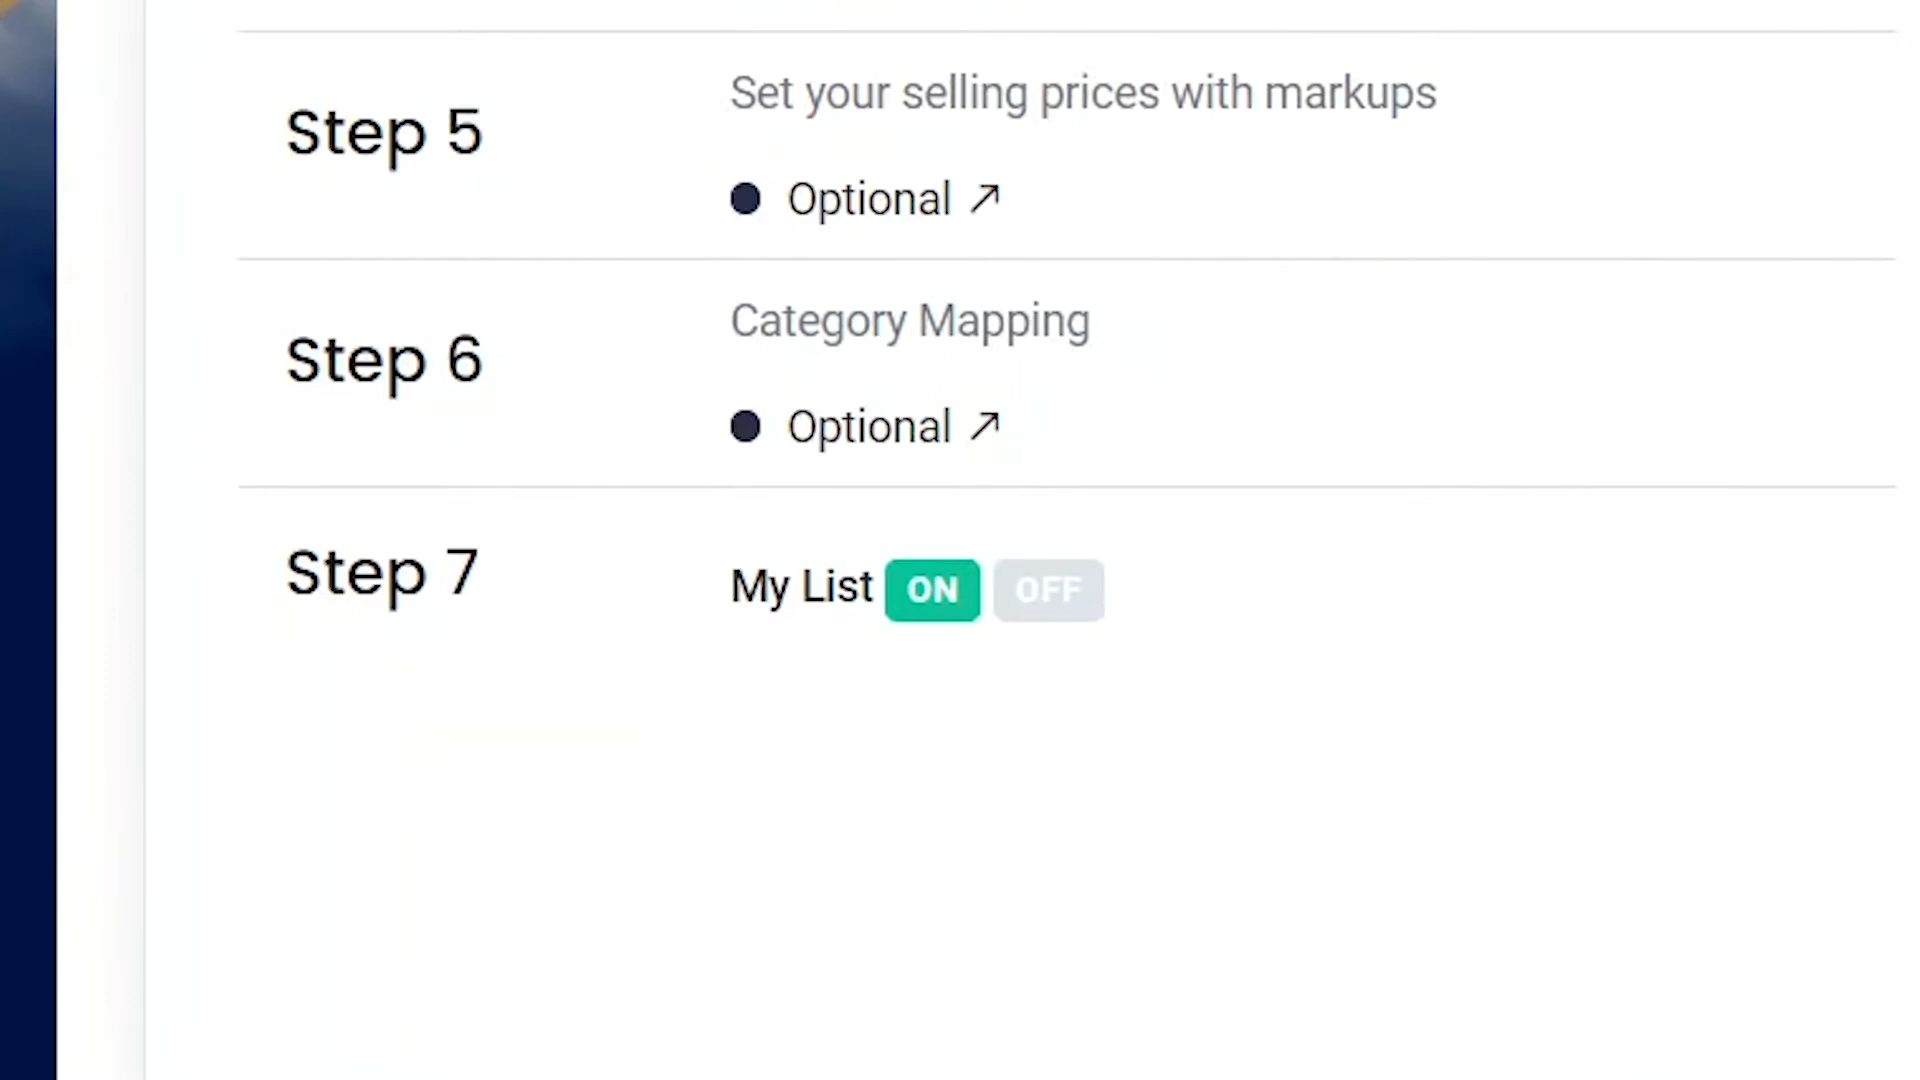 Step 5
Set your selling prices with markups
Optional ↗
Step 6
Category Mapping
Optional ↗
Step 7
My List ON OFF